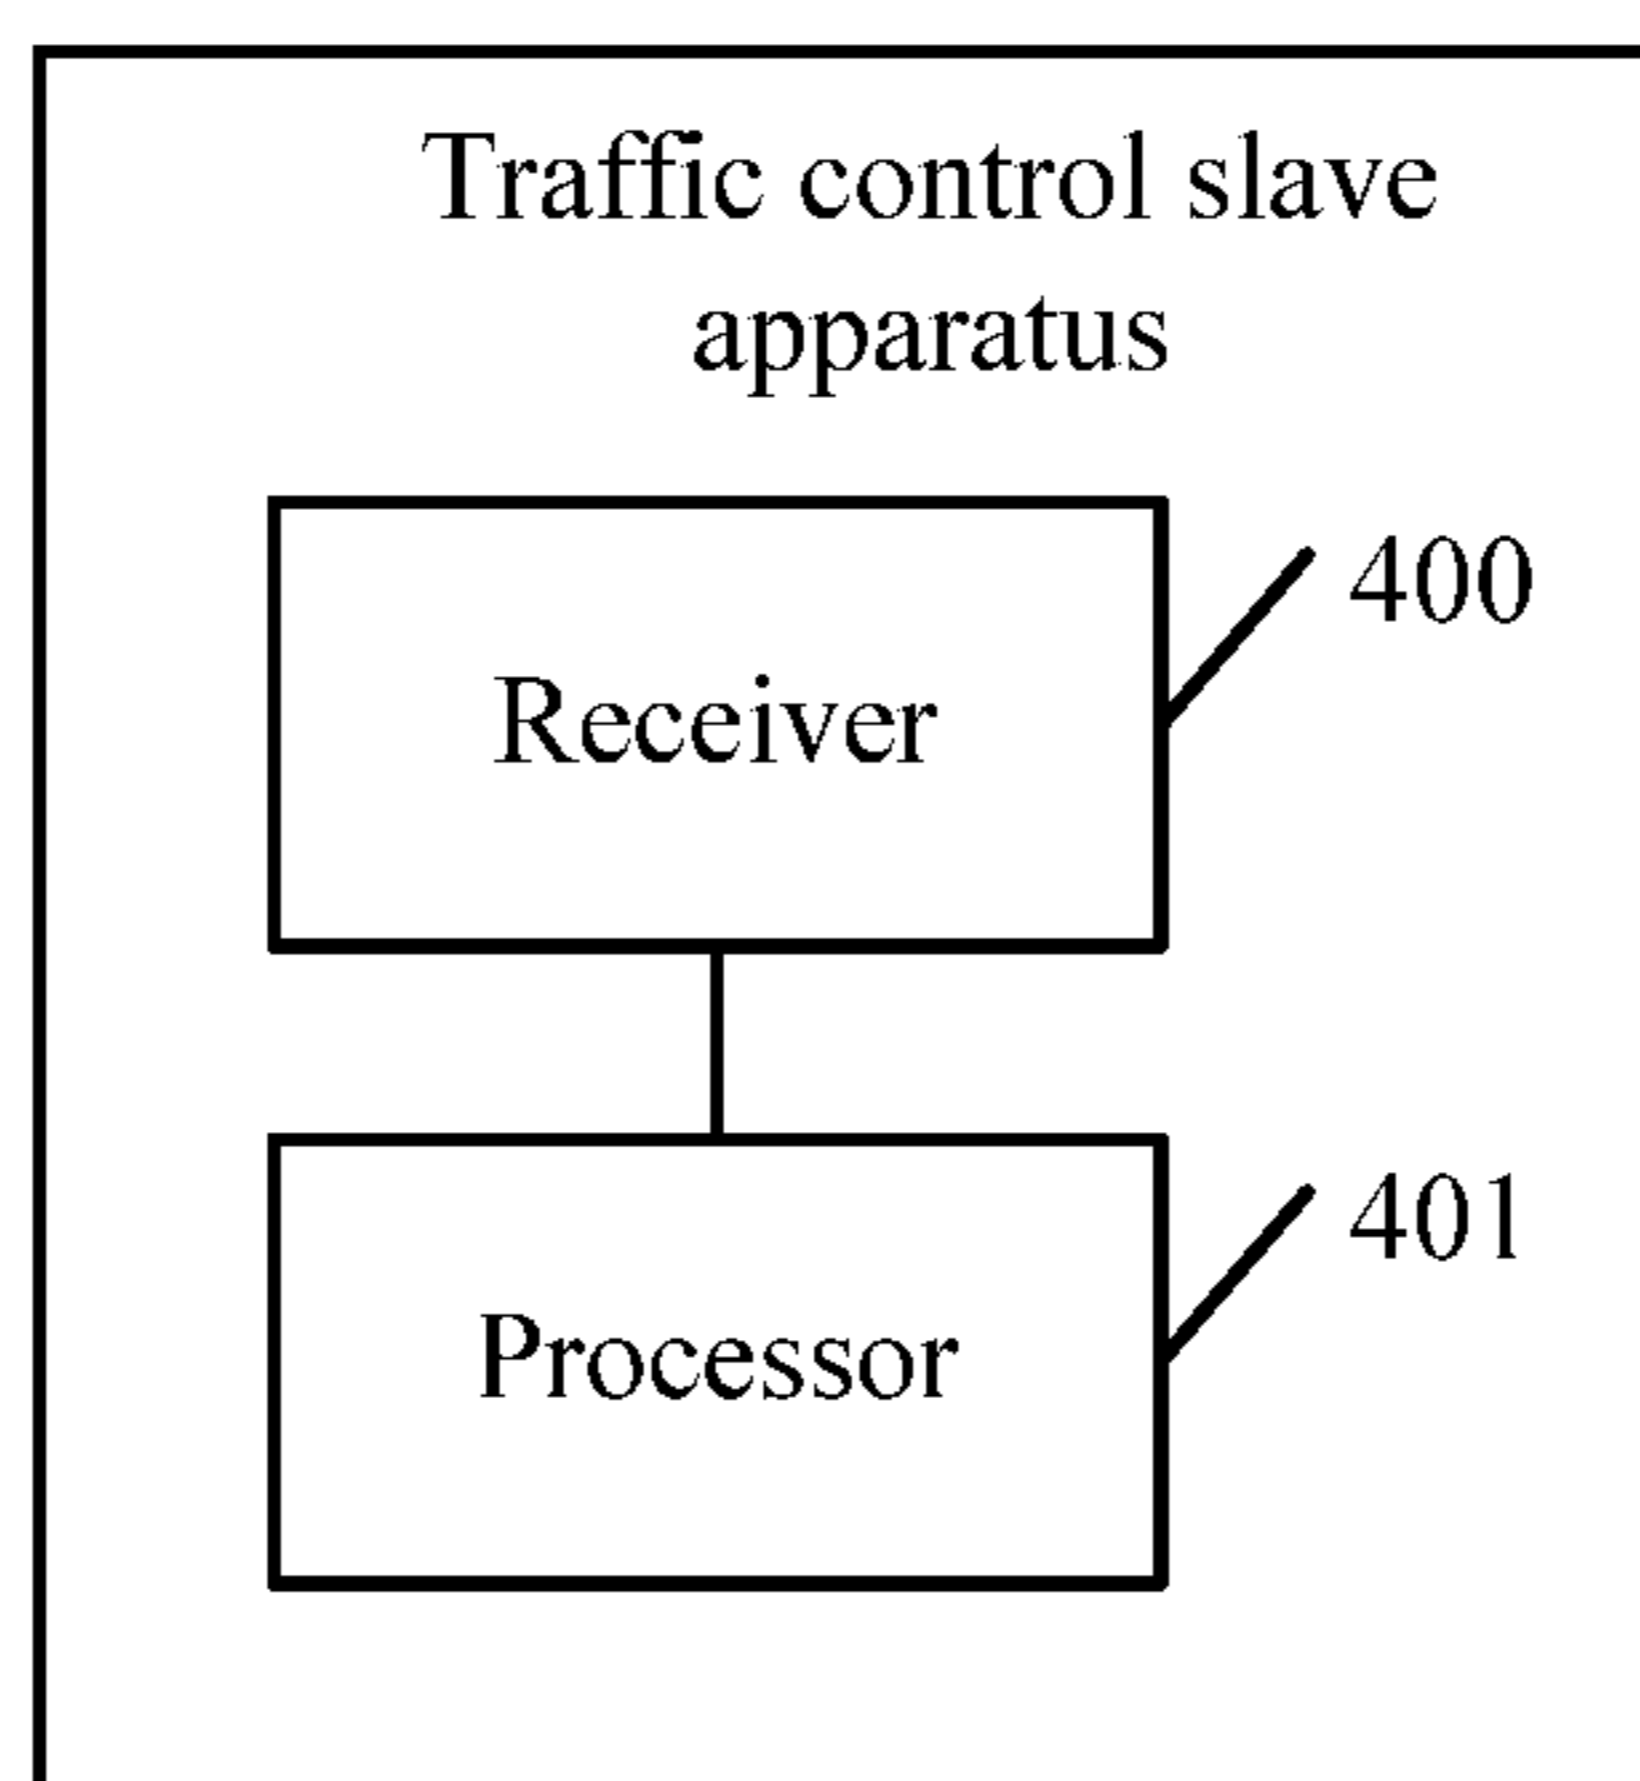 Traffic control slave
apparatus
400
Receiver
401
Processor